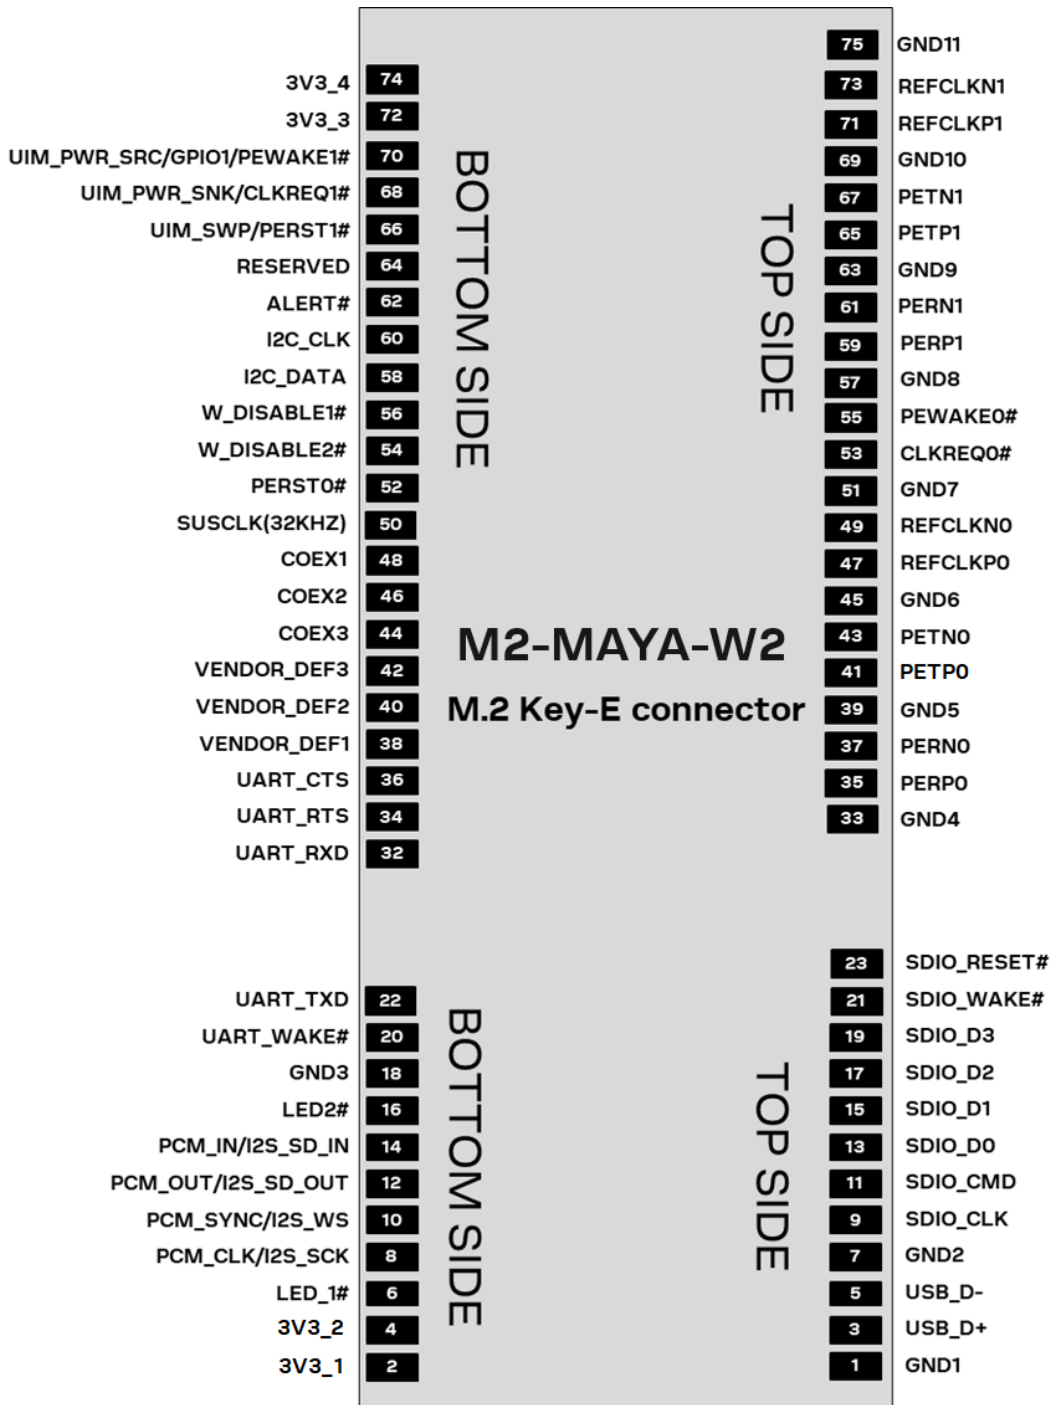 75 GND11
3V3_4 74
73 REFCLKN1
3V3_3 72
71 REFCLKP1
UIM_PWR_SRC/GPIO1/PEWAKE1# 70
69 GND10
UIM_PWR_SNK/CLKREQ1# 68
67 PETN1
UIM_SWP/PERST1# 66
65 PETP1
RESERVED 64
63 GND9
ALERT# 62
61 PERN1
I2C_CLK 60
59 PERP1
I2C_DATA 58
57 GND8
W_DISABLE1# 56
55 PEWAKE0#
W_DISABLE2# 54
53 CLKREQ0#
PERST0# 52
51 GND7
SUSCLK(32KHZ) 50
49 REFCLKN0
COEX1 48
47 REFCLKP0
COEX2 46
45 GND6
COEX3 44
43 PETN0
VENDOR_DEF3 42
41 PETP0
VENDOR_DEF2 40
39 GND5
VENDOR_DEF1 38
37 PERN0
UART_CTS 36
35 PERP0
UART_RTS 34
33 GND4
UART_RXD 32
BOTTOM SIDE
TOP SIDE
M2-MAYA-W2
M.2 Key-E connector
23 SDIO_RESET#
UART_TXD 22
21 SDIO_WAKE#
UART_WAKE# 20
19 SDIO_D3
GND3 18
17 SDIO_D2
LED2# 16
15 SDIO_D1
PCM_IN/I2S_SD_IN 14
13 SDIO_D0
PCM_OUT/I2S_SD_OUT 12
11 SDIO_CMD
PCM_SYNC/I2S_WS 10
9 SDIO_CLK
PCM_CLK/I2S_SCK 8
7 GND2
LED_1# 6
5 USB_D-
3V3_2 4
3 USB_D+
3V3_1 2
1 GND1
BOTTOM SIDE
TOP SIDE